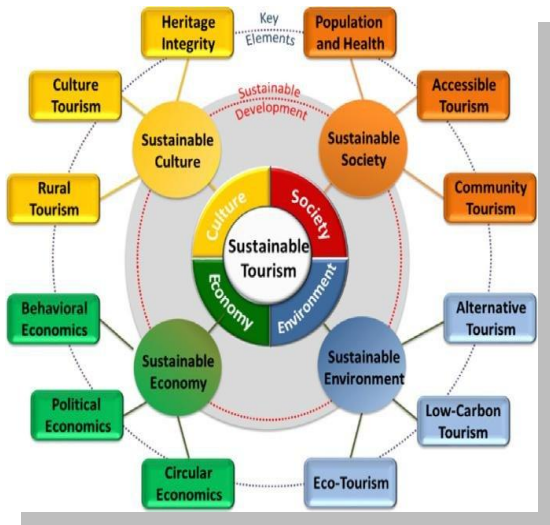 Heritage
Integrity
Key
Elements
Population
and Health
Culture
Tourism
Sustainable
Development
Accessible
Tourism
Sustainable
Culture
Sustainable
Society
Rural
Tourism
Community
Tourism
Culture
Society
Sustainable
Tourism
Economy
Environment
Behavioral
Economics
Alternative
Tourism
Sustainable
Economy
Sustainable
Environment
Political
Economics
Low-Carbon
Tourism
Circular
Economics
Eco-Tourism